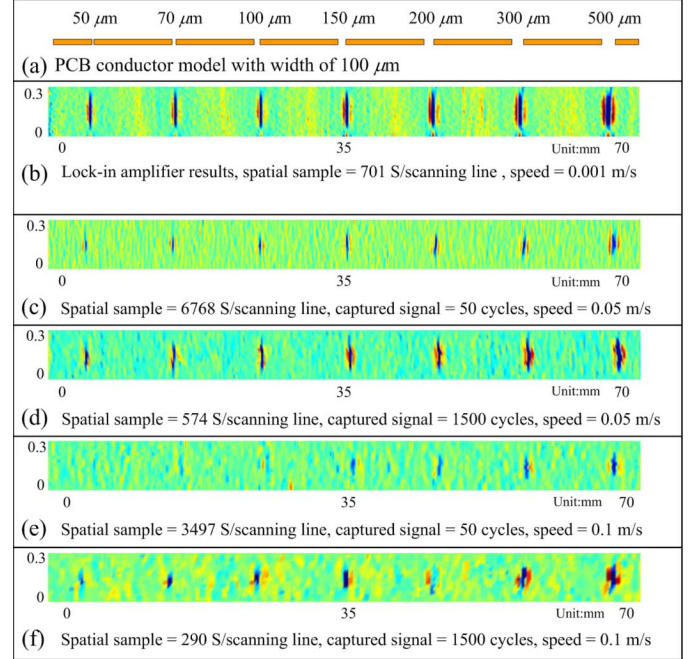 50 μm 70 μm 100 μm 150 μm 200 μm 300 μm 500 μm
(a) PCB conductor model with width of 100 μm
0.3
0
0 35 Unit:mm 70
(b) Lock-in amplifier results, spatial sample = 701 S/scanning line , speed = 0.001 m/s
0.3
0
0 35 Unit:mm 70
(c) Spatial sample = 6768 S/scanning line, captured signal = 50 cycles, speed = 0.05 m/s
0.3
0
0 35 Unit:mm 70
(d) Spatial sample = 574 S/scanning line, captured signal = 1500 cycles, speed = 0.05 m/s
0.3
0
0 35 Unit:mm 70
(e) Spatial sample = 3497 S/scanning line, captured signal = 50 cycles, speed = 0.1 m/s
0.3
0
0 35 Unit:mm 70
(f) Spatial sample = 290 S/scanning line, captured signal = 1500 cycles, speed = 0.1 m/s